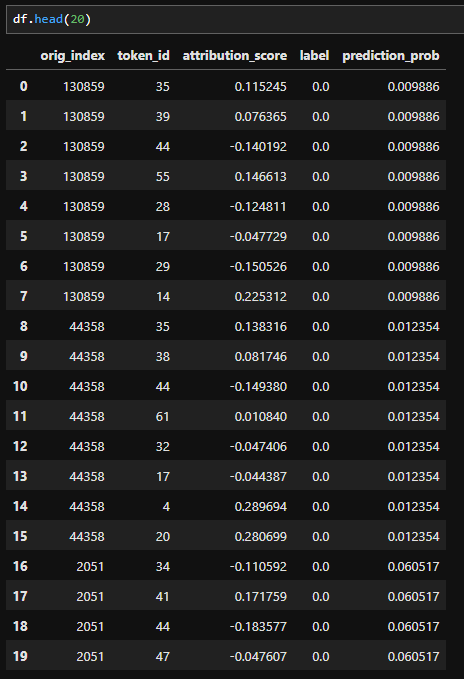 df.head(20)
orig_index token_id attribution_score label prediction_prob
0 130859 35 0.115245 0.0 0.009886
1 130859 39 0.076365 0.0 0.009886
2 130859 44 -0.140192 0.0 0.009886
3 130859 55 0.146613 0.0 0.009886
4 130859 28 -0.124811 0.0 0.009886
5 130859 17 -0.047729 0.0 0.009886
6 130859 29 -0.150526 0.0 0.009886
7 130859 14 0.225312 0.0 0.009886
8 44358 35 0.138316 0.0 0.012354
9 44358 38 0.081746 0.0 0.012354
10 44358 44 -0.149380 0.0 0.012354
11 44358 61 0.010840 0.0 0.012354
12 44358 32 -0.047406 0.0 0.012354
13 44358 17 -0.044387 0.0 0.012354
14 44358 4 0.289694 0.0 0.012354
15 44358 20 0.280699 0.0 0.012354
16 2051 34 -0.110592 0.0 0.060517
17 2051 41 0.171759 0.0 0.060517
18 2051 44 -0.183577 0.0 0.060517
19 2051 47 -0.047607 0.0 0.060517